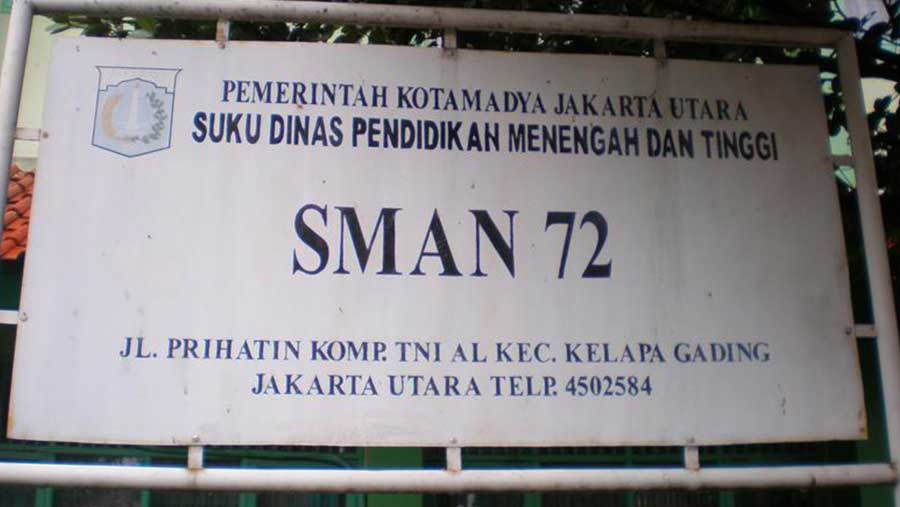 PEMERINTAH KOTAMADYA JAKARTA UTARA
SUKU DINAS PENDIDIKAN MENENGAH DAN TINGGI
SMAN 72
JL. PRIHATIN KOMP. TNI AL KEC. KELAPA GADING
JAKARTA UTARA TELP. 4502584